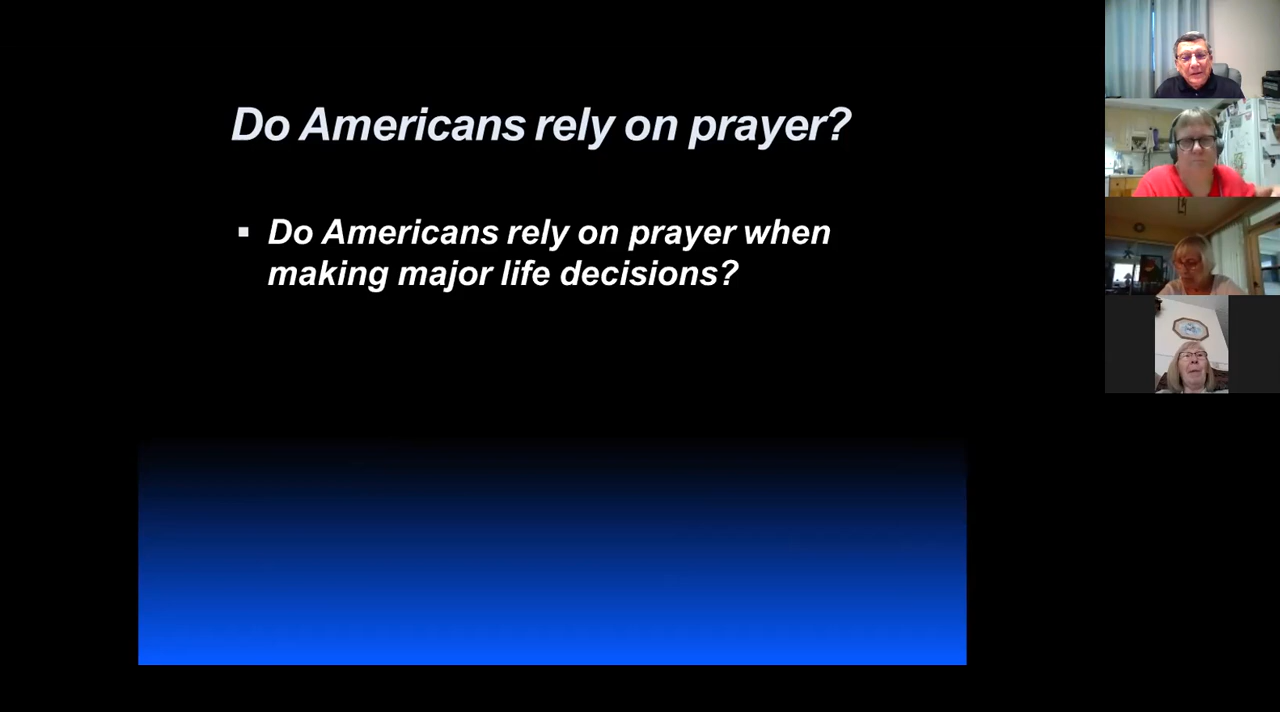 Do Americans rely on prayer?
▪ Do Americans rely on prayer when
making major life decisions?